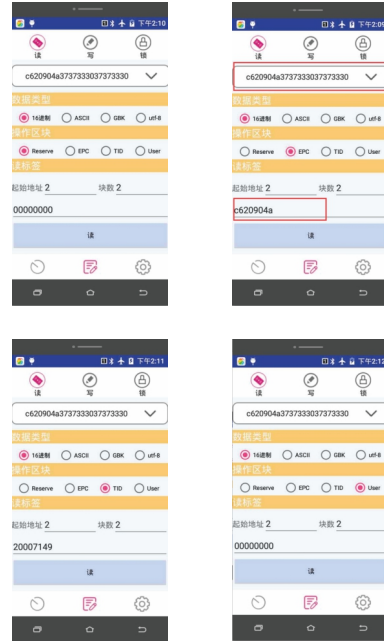 下午2:10
读 写 锁
c620904a3737333037373330
数据类型
16进制 ASCII GBK utf-8
操作区块
Reserve EPC TID User
读标签
起始地址 2 块数 2
00000000
读
下午2:09
读 写 锁
c620904a3737333037373330
数据类型
16进制 ASCII GBK utf-8
操作区块
Reserve EPC TID User
读标签
起始地址 2 块数 2
c620904a
读
下午2:11
读 写 锁
c620904a3737333037373330
数据类型
16进制 ASCII GBK utf-8
操作区块
Reserve EPC TID User
读标签
起始地址 2 块数 2
20007149
读
下午2:12
读 写 锁
c620904a3737333037373330
数据类型
16进制 ASCII GBK utf-8
操作区块
Reserve EPC TID User
读标签
起始地址 2 块数 2
00000000
读